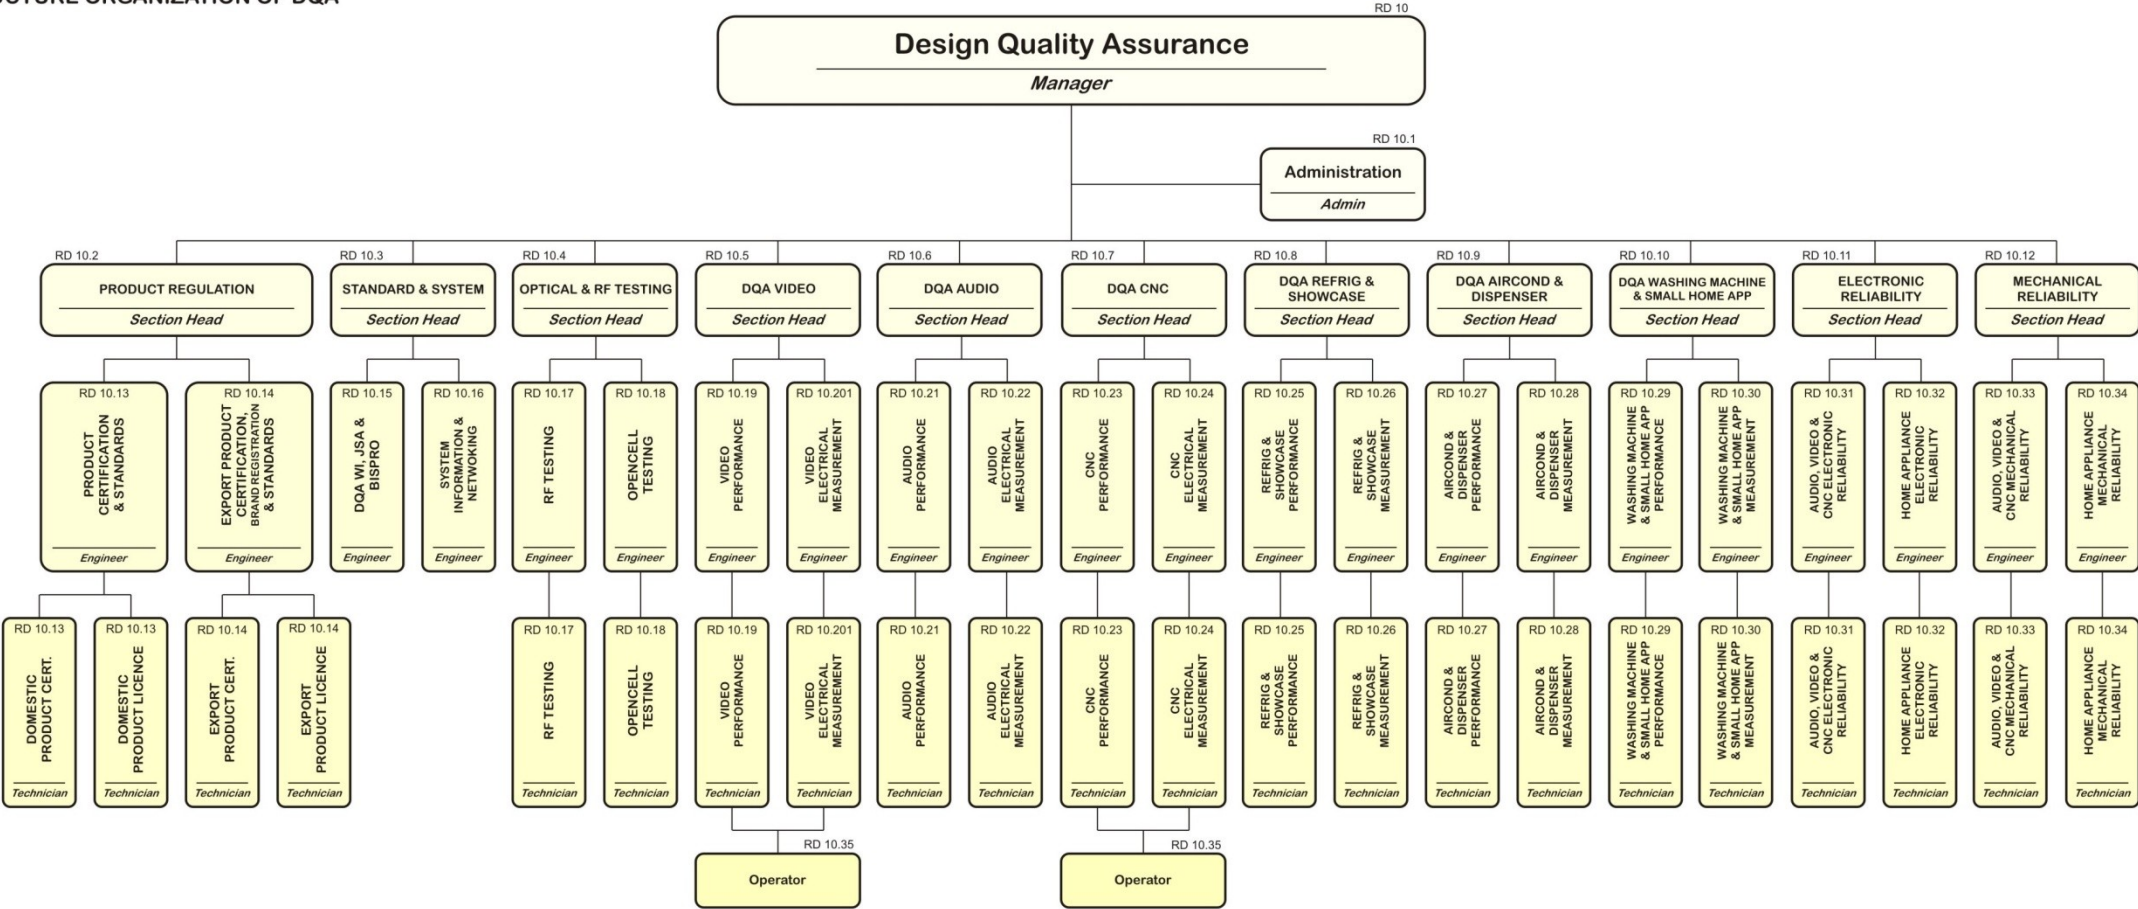 ORGANIZATION OF DQA
RD 10
Design Quality Assurance
Manager
RD 10.1
Administration
Admin
RD 10.2
PRODUCT REGULATION
Section Head
RD 10.3
STANDARD & SYSTEM
Section Head
RD 10.4
OPTICAL & RF TESTING
Section Head
RD 10.5
DQA VIDEO
Section Head
RD 10.6
DQA AUDIO
Section Head
RD 10.7
DQA CNC
Section Head
RD 10.8
DQA REFRIG &
SHOWCASE
Section Head
RD 10.9
DQA AIRCOND &
DISPENSER
Section Head
RD 10.10
DQA WASHING MACHINE
& SMALL HOME APP
Section Head
RD 10.11
ELECTRONIC
RELIABILITY
Section Head
RD 10.12
MECHANICAL
RELIABILITY
Section Head
RD 10.13
PRODUCT
CERTIFICATION
& STANDARDS
Engineer
RD 10.14
EXPORT PRODUCT
CERTIFICATION,
BRAND REGISTRATION
& STANDARDS
Engineer
RD 10.15
DQA WI, JSA &
BISPRO
Engineer
RD 10.16
SYSTEM
INFORMATION &
NETWOKING
Engineer
RD 10.17
RF TESTING
Engineer
RD 10.18
OPENCELL
TESTING
Engineer
RD 10.19
VIDEO
PERFORMANCE
Engineer
RD 10.201
VIDEO
ELECTRICAL
MEASUREMENT
Engineer
RD 10.21
AUDIO
PERFORMANCE
Engineer
RD 10.22
AUDIO
ELECTRICAL
MEASUREMENT
Engineer
RD 10.23
CNC
PERFORMANCE
Engineer
RD 10.24
CNC
ELECTRICAL
MEASUREMENT
Engineer
RD 10.25
REFRIG &
SHOWCASE
PERFORMANCE
Engineer
RD 10.26
REFRIG &
SHOWCASE
MEASUREMENT
Engineer
RD 10.27
AIRCOND &
DISPENSER
PERFORMANCE
Engineer
RD 10.28
AIRCOND &
DISPENSER
MEASUREMENT
Engineer
RD 10.29
WASHING MACHINE
& SMALL HOME APP
PERFORMANCE
Engineer
RD 10.30
WASHING MACHINE
& SMALL HOME APP
MEASUREMENT
Engineer
RD 10.31
AUDIO, VIDEO &
CNC ELECTRONIC
RELIABILITY
Engineer
RD 10.32
HOME APPLIANCE
ELECTRONIC
RELIABILITY
Engineer
RD 10.33
AUDIO, VIDEO &
CNC MECHANICAL
RELIABILITY
Engineer
RD 10.34
HOME APPLIANCE
MECHANICAL
RELIABILITY
Engineer
RD 10.13
DOMESTIC
PRODUCT CERT.
Technician
RD 10.13
DOMESTIC
PRODUCT LICENCE
Technician
RD 10.14
EXPORT
PRODUCT CERT.
Technician
RD 10.14
EXPORT
PRODUCT LICENCE
Technician
RD 10.17
RF TESTING
Technician
RD 10.18
OPENCELL
TESTING
Technician
RD 10.19
VIDEO
PERFORMANCE
Technician
RD 10.201
VIDEO
ELECTRICAL
MEASUREMENT
Technician
RD 10.21
AUDIO
PERFORMANCE
Technician
RD 10.22
AUDIO
ELECTRICAL
MEASUREMENT
Technician
RD 10.23
CNC
PERFORMANCE
Technician
RD 10.24
CNC
ELECTRICAL
MEASUREMENT
Technician
RD 10.25
REFRIG &
SHOWCASE
PERFORMANCE
Technician
RD 10.26
REFRIG &
SHOWCASE
MEASUREMENT
Technician
RD 10.27
AIRCOND &
DISPENSER
PERFORMANCE
Technician
RD 10.28
AIRCOND &
DISPENSER
MEASUREMENT
Technician
RD 10.29
WASHING MACHINE
& SMALL HOME APP
PERFORMANCE
Technician
RD 10.30
WASHING MACHINE
& SMALL HOME APP
MEASUREMENT
Technician
RD 10.31
AUDIO, VIDEO &
CNC ELECTRONIC
RELIABILITY
Technician
RD 10.32
HOME APPLIANCE
ELECTRONIC
RELIABILITY
Technician
RD 10.33
AUDIO, VIDEO &
CNC MECHANICAL
RELIABILITY
Technician
RD 10.34
HOME APPLIANCE
MECHANICAL
RELIABILITY
Technician
RD 10.35
Operator
RD 10.35
Operator